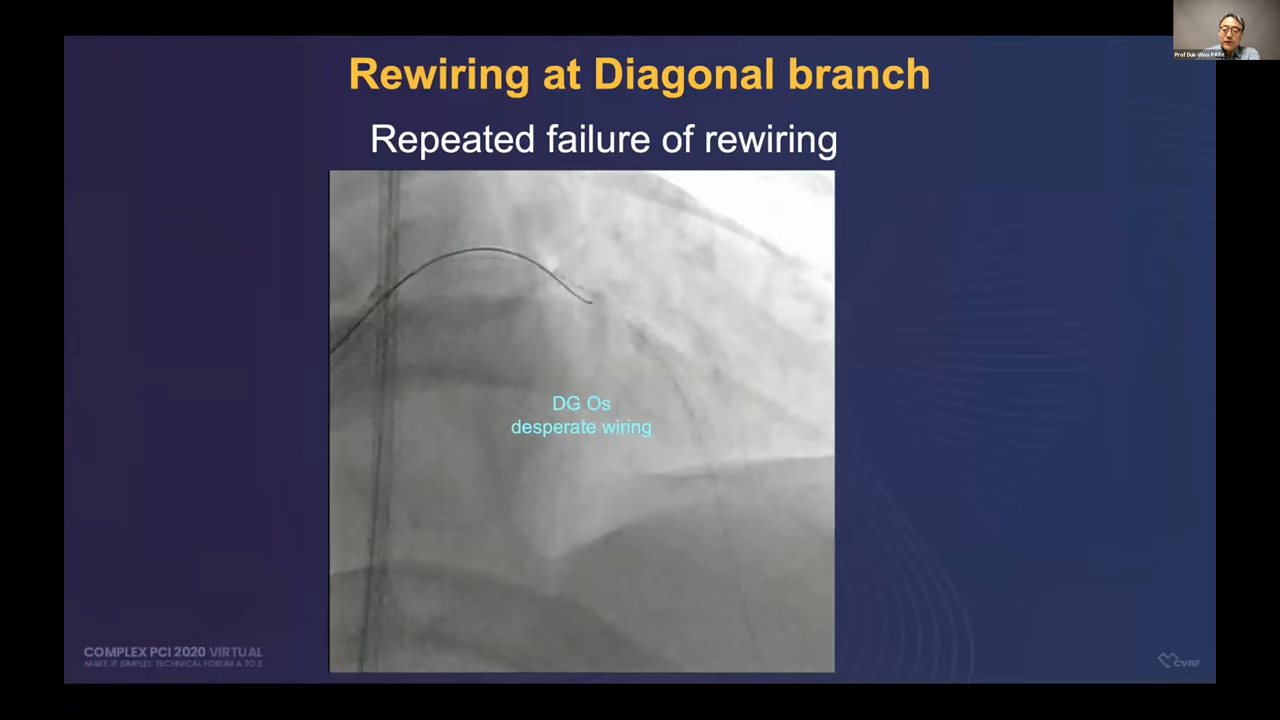 Prof Duk-Woo PARK
Rewiring at Diagonal branch
Repeated failure of rewiring
DG Os
desperate wiring
COMPLEX PCI 2020 VIRTUAL
MAKE IT SIMPLE!: TECHNICAL FORUM A TO Z
CVRF